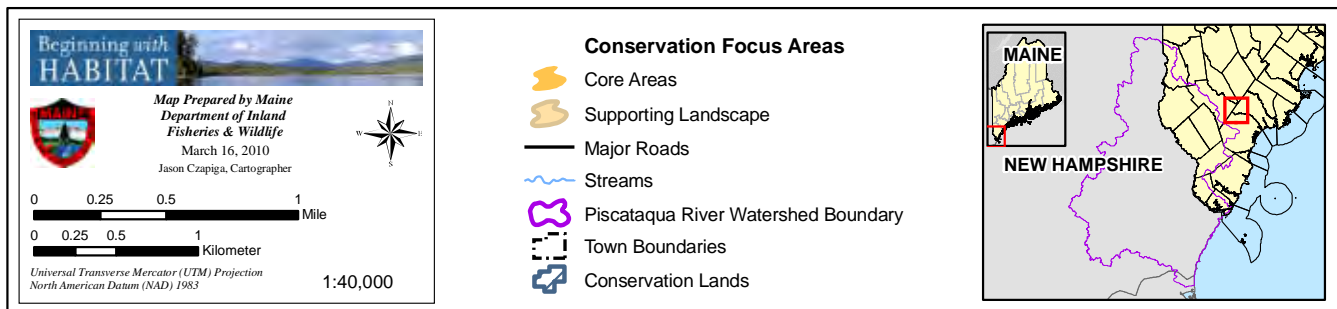 Beginning with
HABITAT
MAINE
Map Prepared by Maine
Department of Inland
Fisheries & Wildlife
March 16, 2010
Jason Czapiga, Cartographer
N
W
E
S
0 0.25 0.5 1
Mile
0 0.25 0.5 1
Kilometer
Universal Transverse Mercator (UTM) Projection
North American Datum (NAD) 1983
1:40,000
Conservation Focus Areas
Core Areas
Supporting Landscape
Major Roads
Streams
Piscataqua River Watershed Boundary
Town Boundaries
Conservation Lands
MAINE
NEW HAMPSHIRE